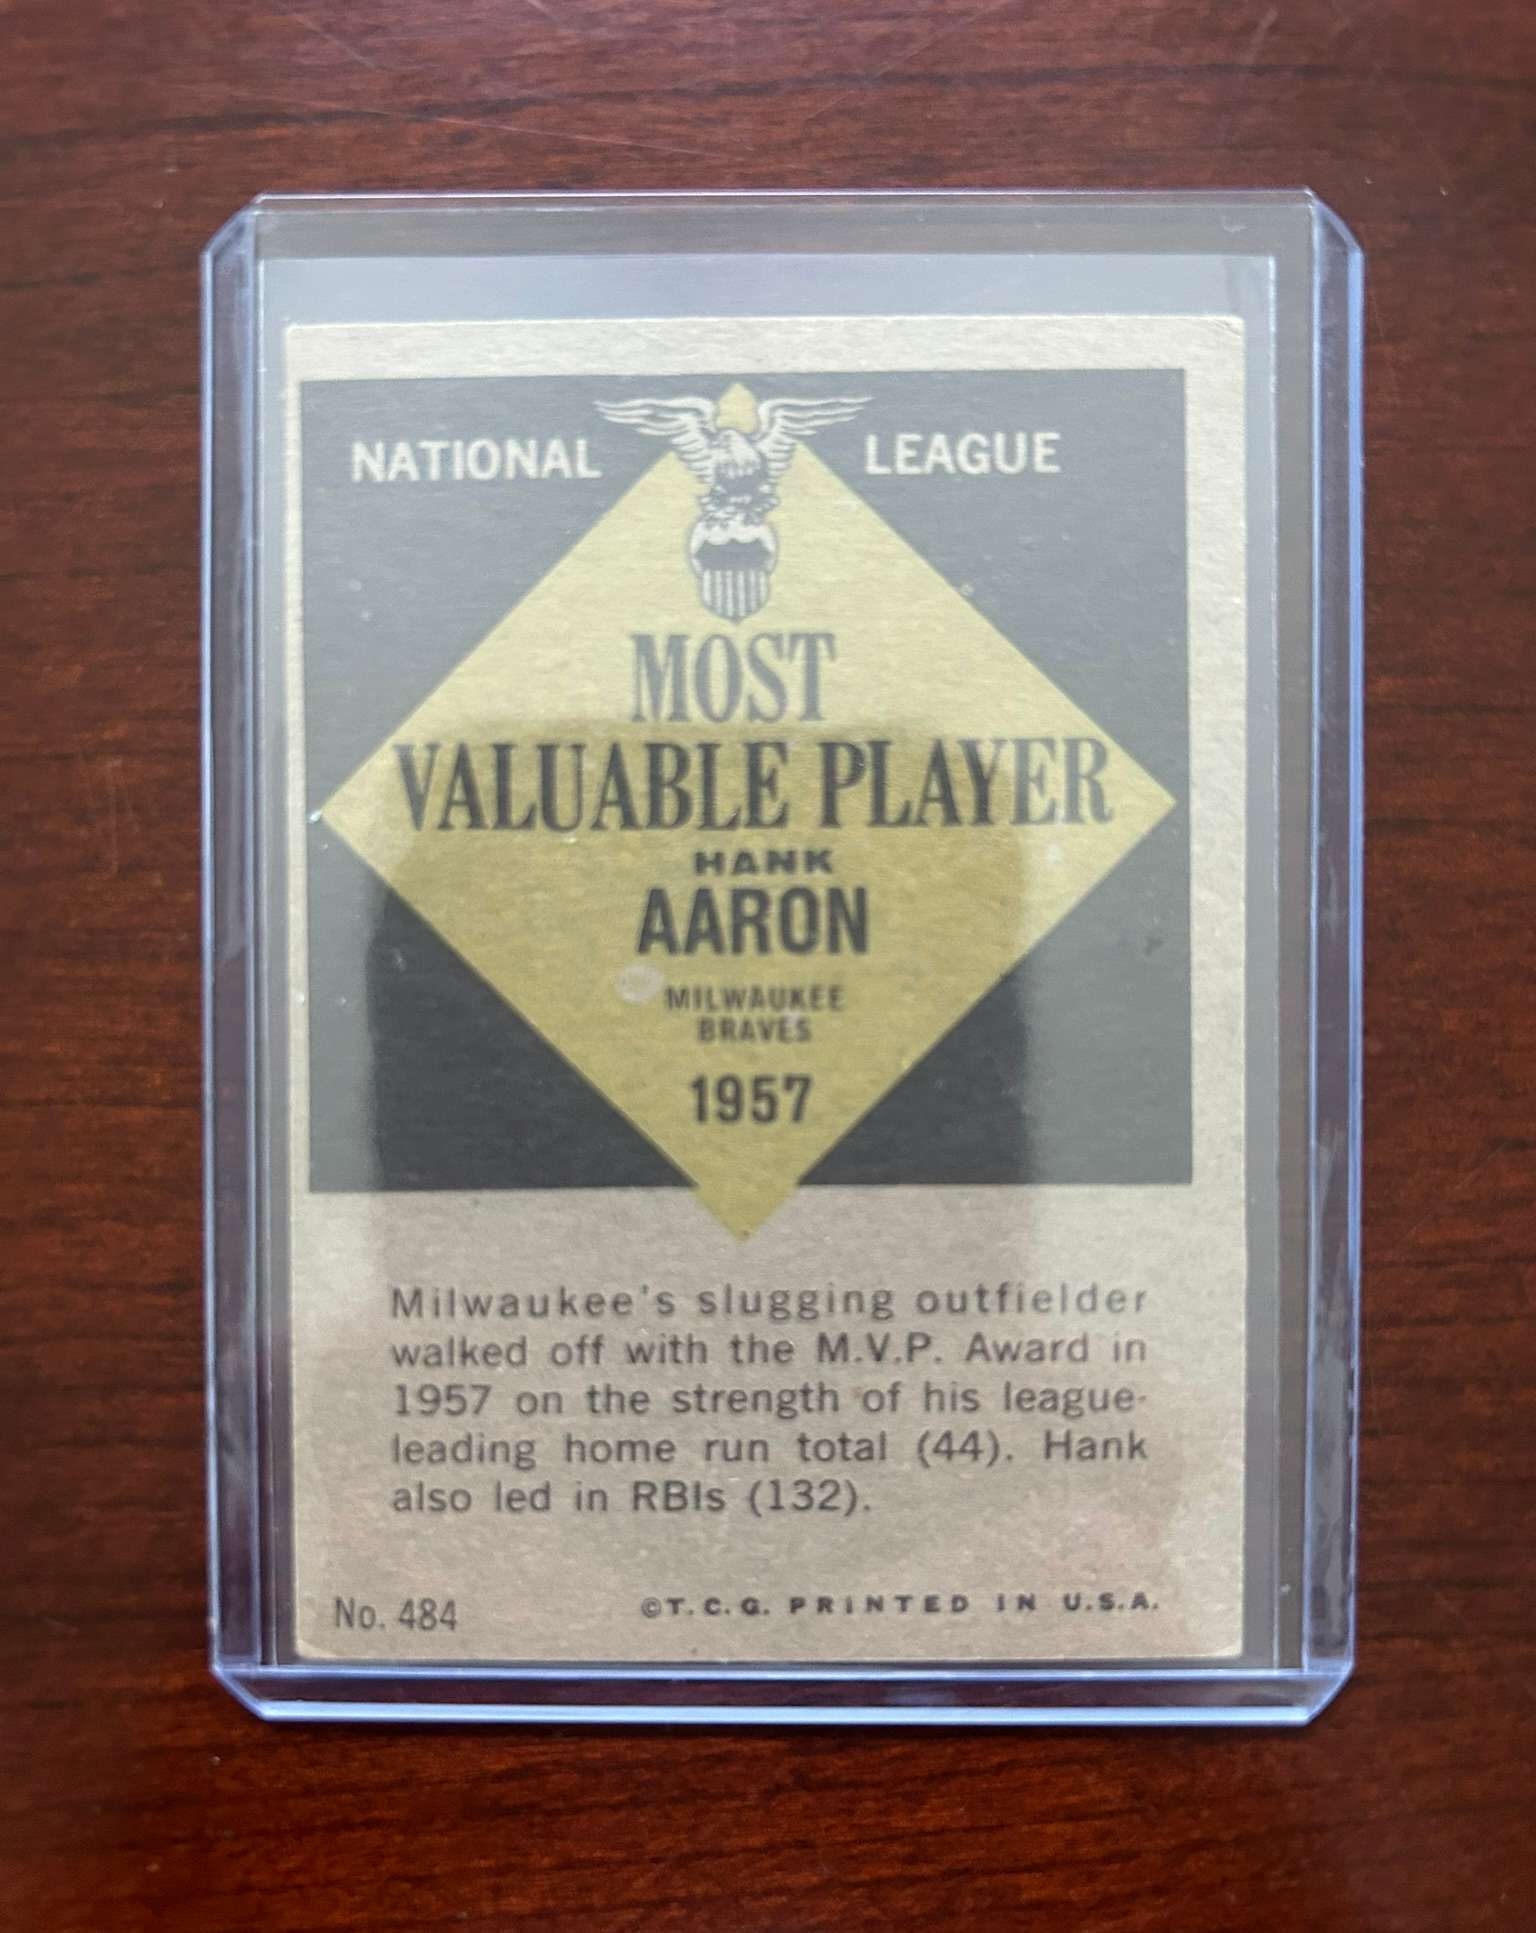 NATIONAL LEAGUE
MOST
VALUABLE PLAYER
HANK
AARON
MILWAUKEE
BRAVES
1957
Milwaukee's slugging outfielder
walked off with the M.V.P. Award in
1957 on the strength of his league-
leading home run total (44). Hank
also led in RBIs (132).
No. 484 ©T.C.G. PRINTED IN U.S.A.